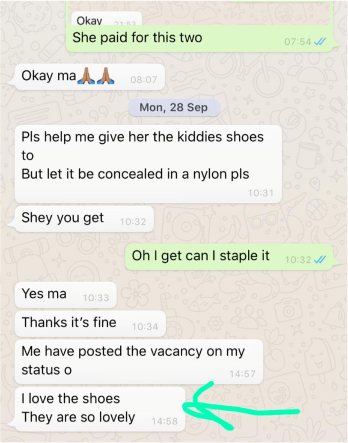 Okay 21:53
She paid for this two
07:54
Okay ma🙏🏽🙏🏽 08:07
Mon, 28 Sep
Pls help me give her the kiddies shoes
to
But let it be concealed in a nylon pls
10:31
Shey you get 10:32
Oh I get can I staple it 10:32
Yes ma 10:33
Thanks it's fine 10:34
Me have posted the vacancy on my
status o 14:57
I love the shoes
They are so lovely 14:58